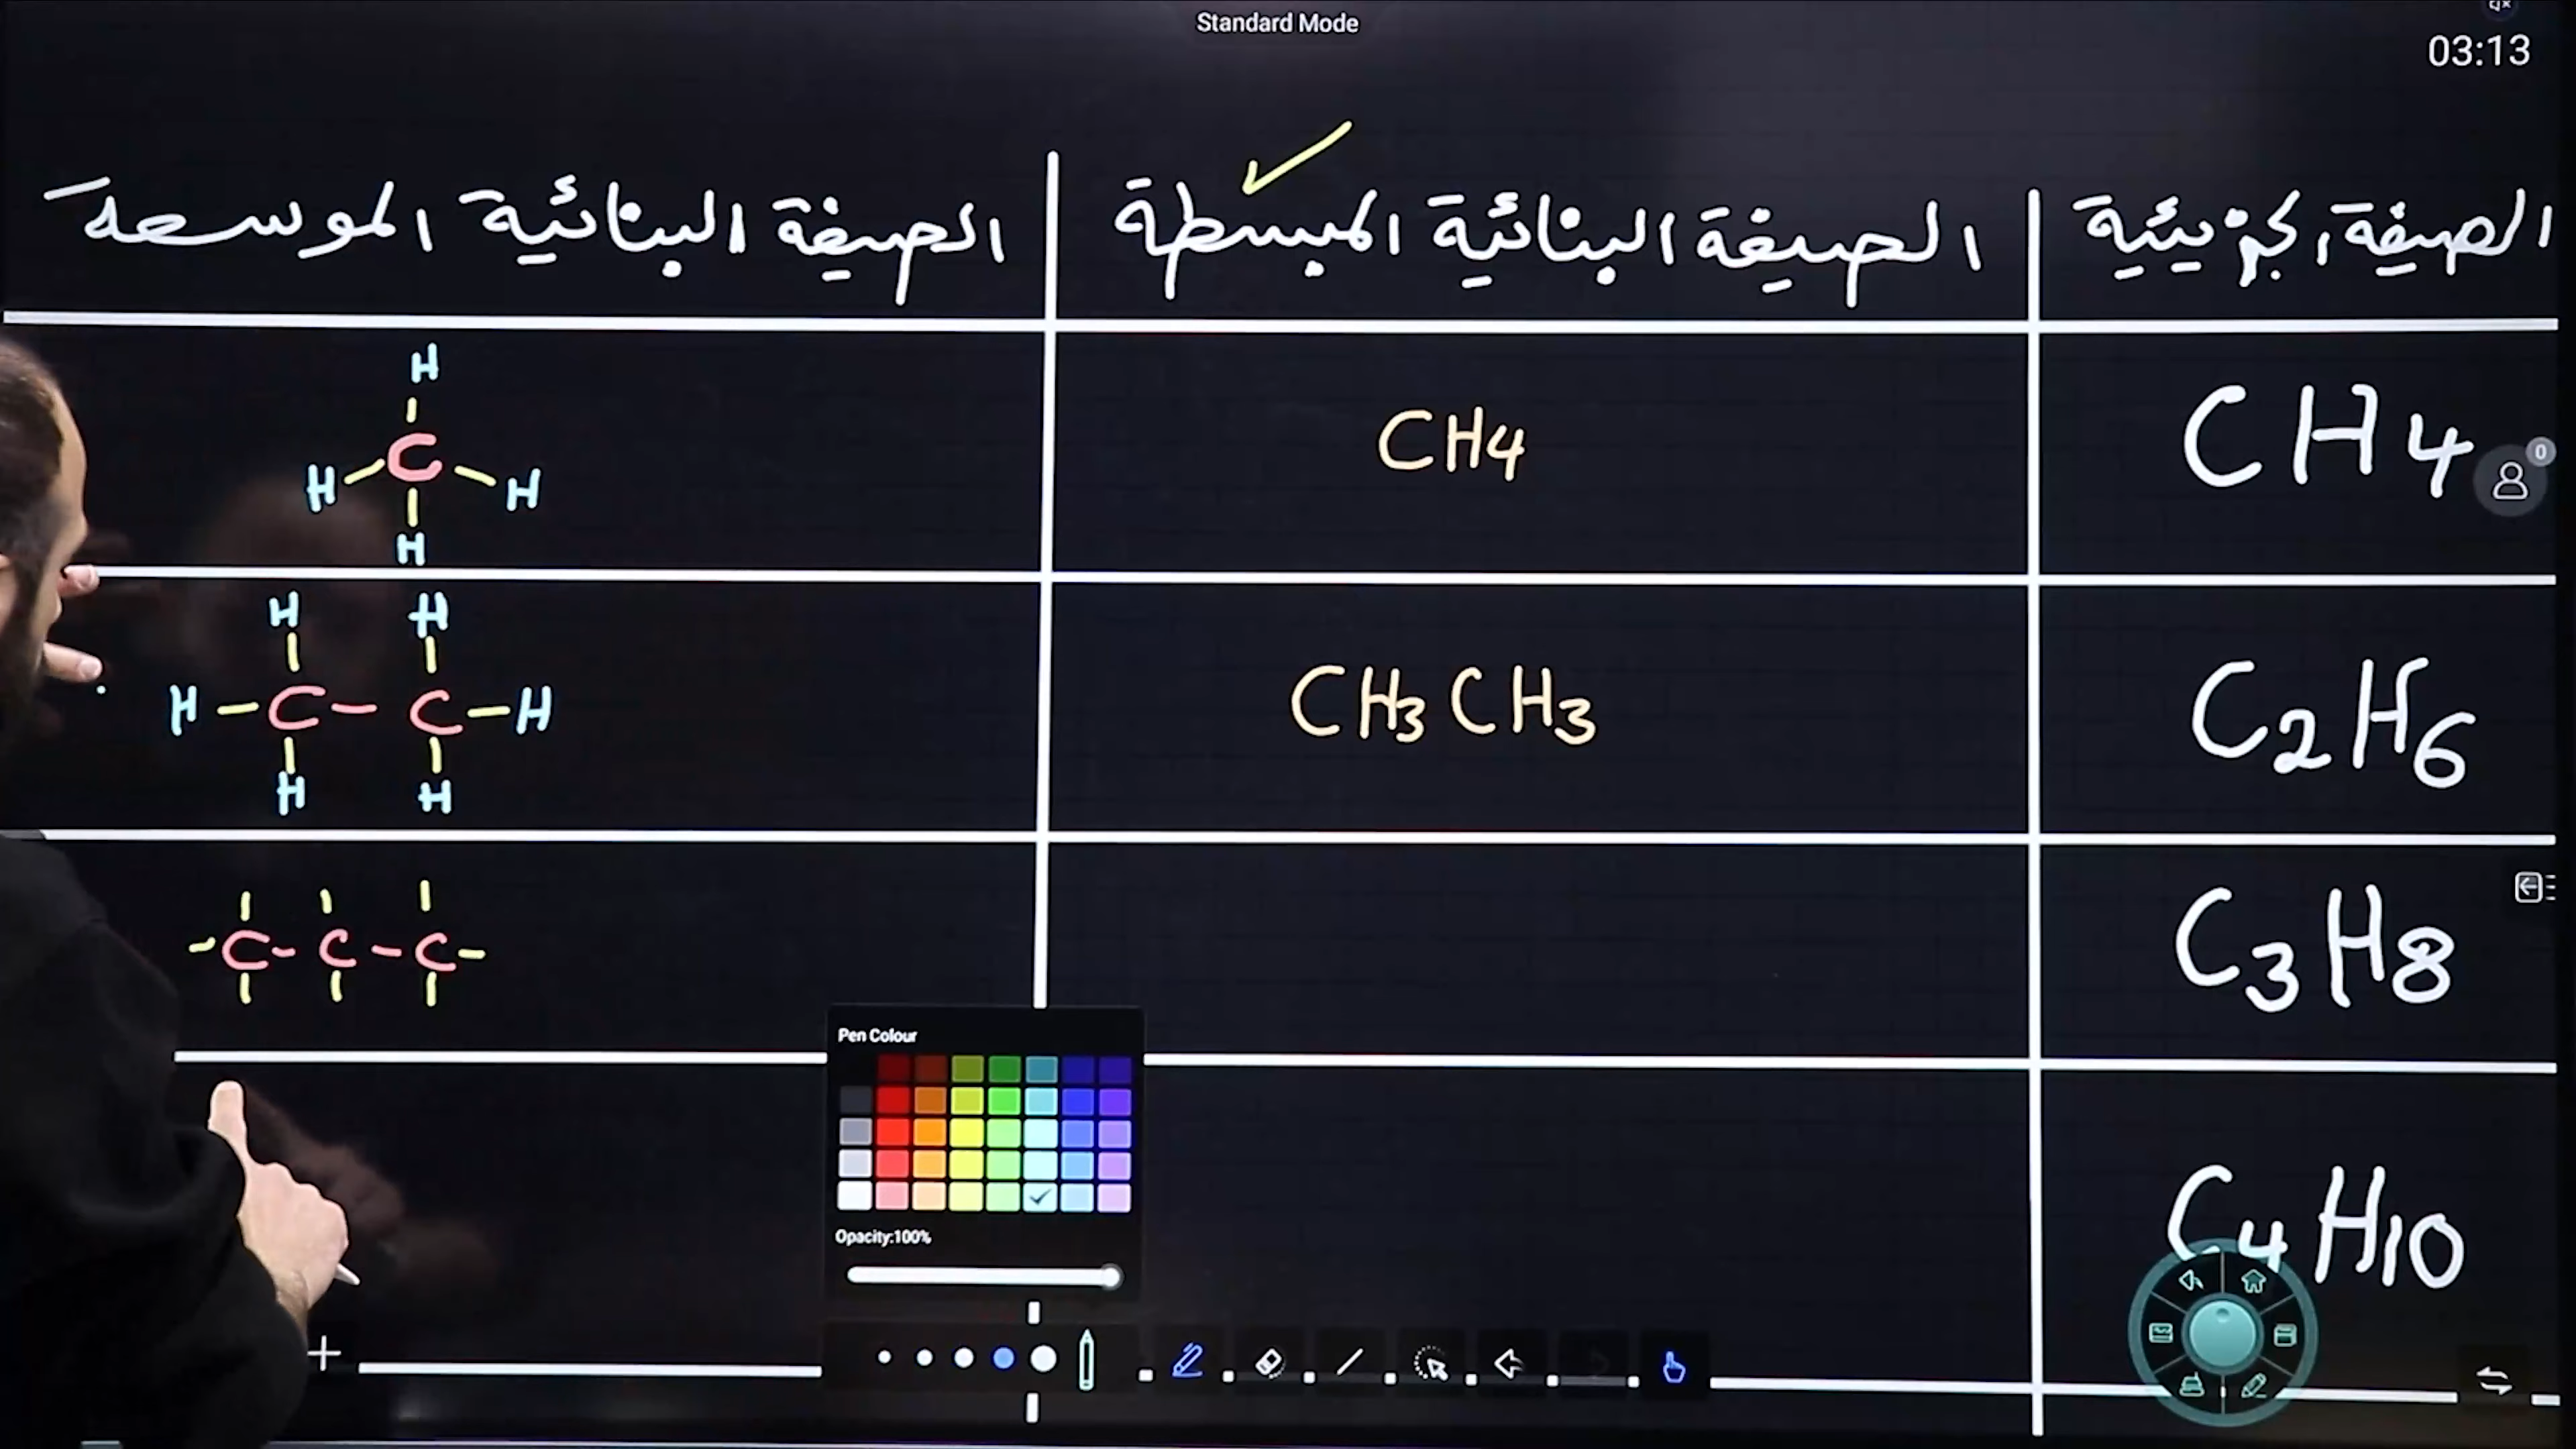 Standard Mode
03:13
الصيغة الجزيئية
الصيغة البنائية المبسطة
الصيغة البنائية الموسعة
CH4
CH4
H
C
H H
H
0
C2H6
CH3 CH3
H H
H - C - C - H
H H
C3H8
- C - C - C -
C4H10
Pen Colour
Opacity:100%